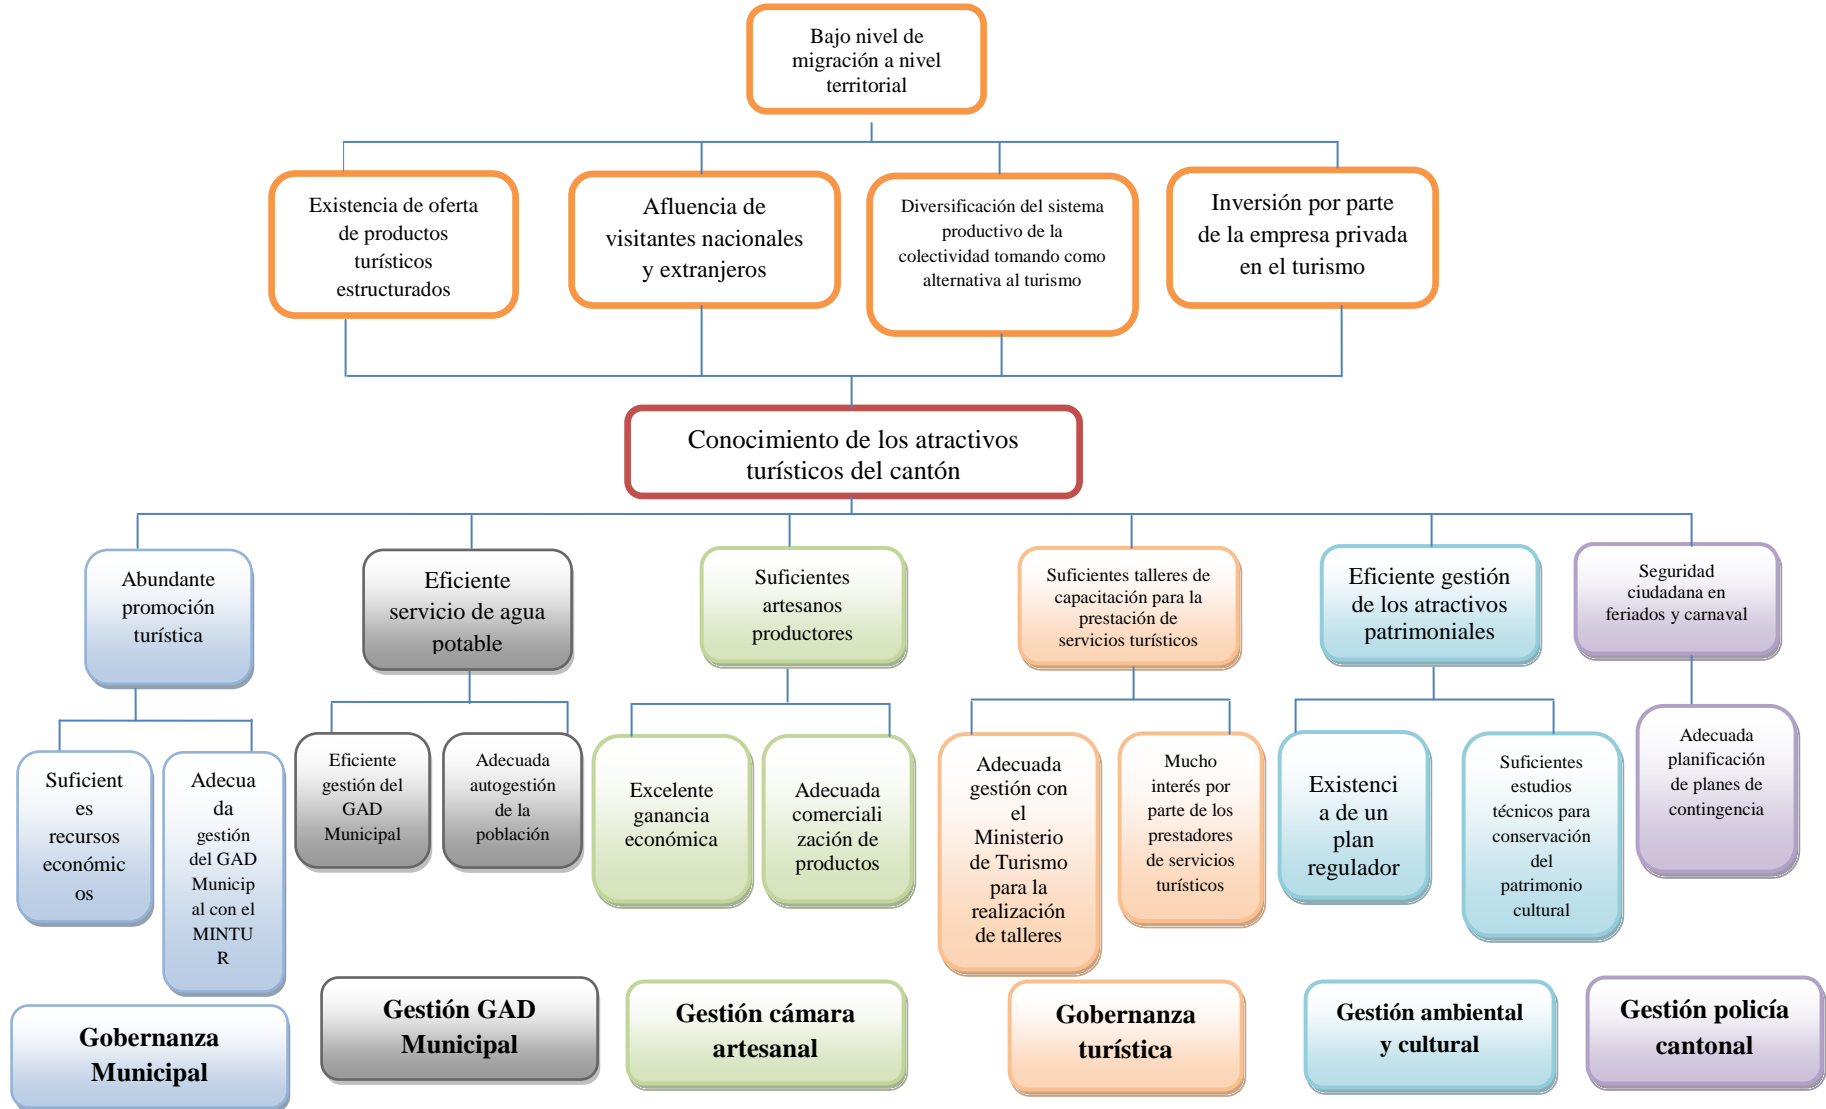 Bajo nivel de
migración a nivel
territorial
Existencia de oferta
de productos
turísticos
estructurados
Afluencia de
visitantes nacionales
y extranjeros
Diversificación del sistema
productivo de la
colectividad tomando como
alternativa al turismo
Inversión por parte
de la empresa privada
en el turismo
Conocimiento de los atractivos
turísticos del cantón
Abundante
promoción
turística
Eficiente
servicio de agua
potable
Suficientes
artesanos
productores
Suficientes talleres de
capacitación para la
prestación de
servicios turísticos
Eficiente gestión
de los atractivos
patrimoniales
Seguridad
ciudadana en
feriados y carnaval
Suficient
es
recursos
económic
os
Adecua
da
gestión
del GAD
Municip
al con el
MINTU
R
Eficiente
gestión del
GAD
Municipal
Adecuada
autogestión
de la
población
Excelente
ganancia
económica
Adecuada
comerciali
zación de
productos
Adecuada
gestión con
el
Ministerio
de Turismo
para la
realización
de talleres
Mucho
interés por
parte de los
prestadores
de servicios
turísticos
Existenci
a de un
plan
regulador
Suficientes
estudios
técnicos para
conservación
del
patrimonio
cultural
Adecuada
planificación
de planes de
contingencia
Gobernanza
Municipal
Gestión GAD
Municipal
Gestión cámara
artesanal
Gobernanza
turística
Gestión ambiental
y cultural
Gestión policía
cantonal